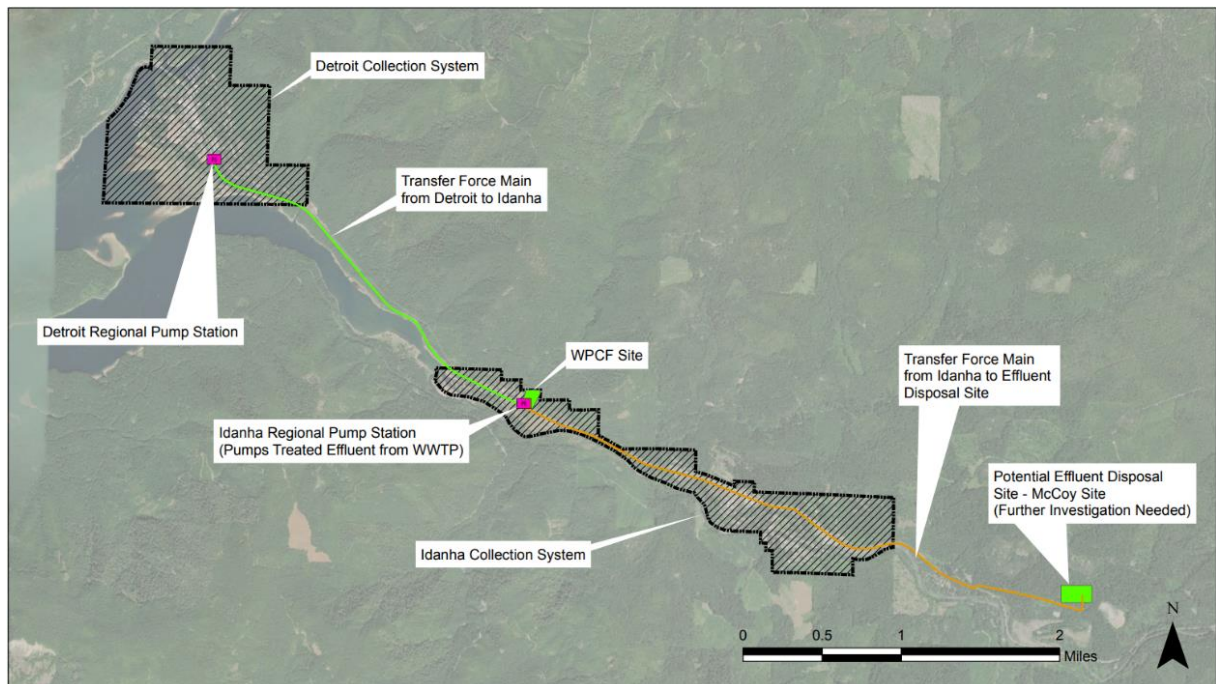 Detroit Collection System
Transfer Force Main
from Detroit to Idanha
Detroit Regional Pump Station
WPCF Site
Transfer Force Main
from Idanha to Effluent
Disposal Site
Idanha Regional Pump Station
(Pumps Treated Effluent from WWTP)
Potential Effluent Disposal
Site - McCoy Site
(Further Investigation Needed)
Idanha Collection System
N
0 0.5 1 2
Miles